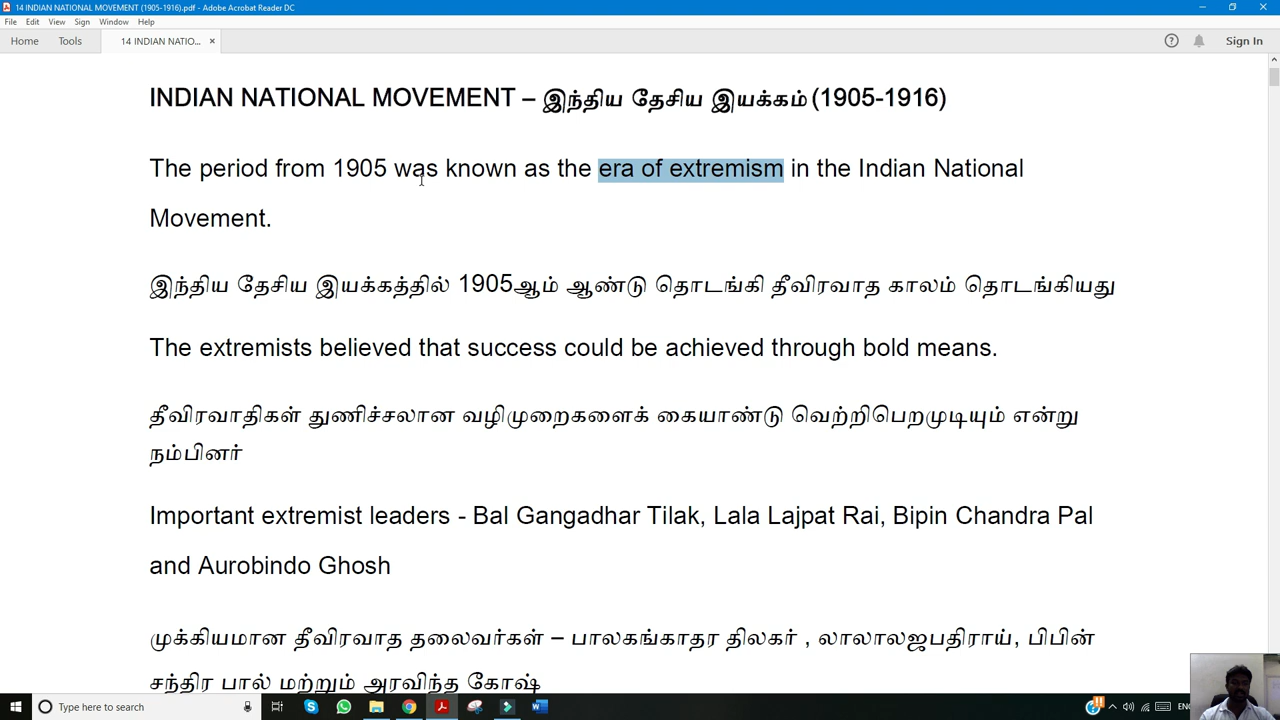 14 INDIAN NATIONAL MOVEMENT (1905-1916).pdf - Adobe Acrobat Reader DC
File Edit View Sign Window Help
Home Tools 14 INDIAN NATIO... × Sign In
INDIAN NATIONAL MOVEMENT – இந்திய தேசிய இயக்கம் (1905-1916)
The period from 1905 was known as the era of extremism in the Indian National
Movement.
இந்திய தேசிய இயக்கத்தில் 1905ஆம் ஆண்டு தொடங்கி தீவிரவாத காலம் தொடங்கியது
The extremists believed that success could be achieved through bold means.
தீவிரவாதிகள் துணிச்சலான வழிமுறைகளைக் கையாண்டு வெற்றிபெறமுடியும் என்று
நம்பினர்
Important extremist leaders - Bal Gangadhar Tilak, Lala Lajpat Rai, Bipin Chandra Pal
and Aurobindo Ghosh
முக்கியமான தீவிரவாத தலைவர்கள் – பாலகங்காதர திலகர் , லாலாலஜபதிராய், பிபின்
சந்திர பால் மற்றும் அரவிந்த கோஷ்
Type here to search ENG